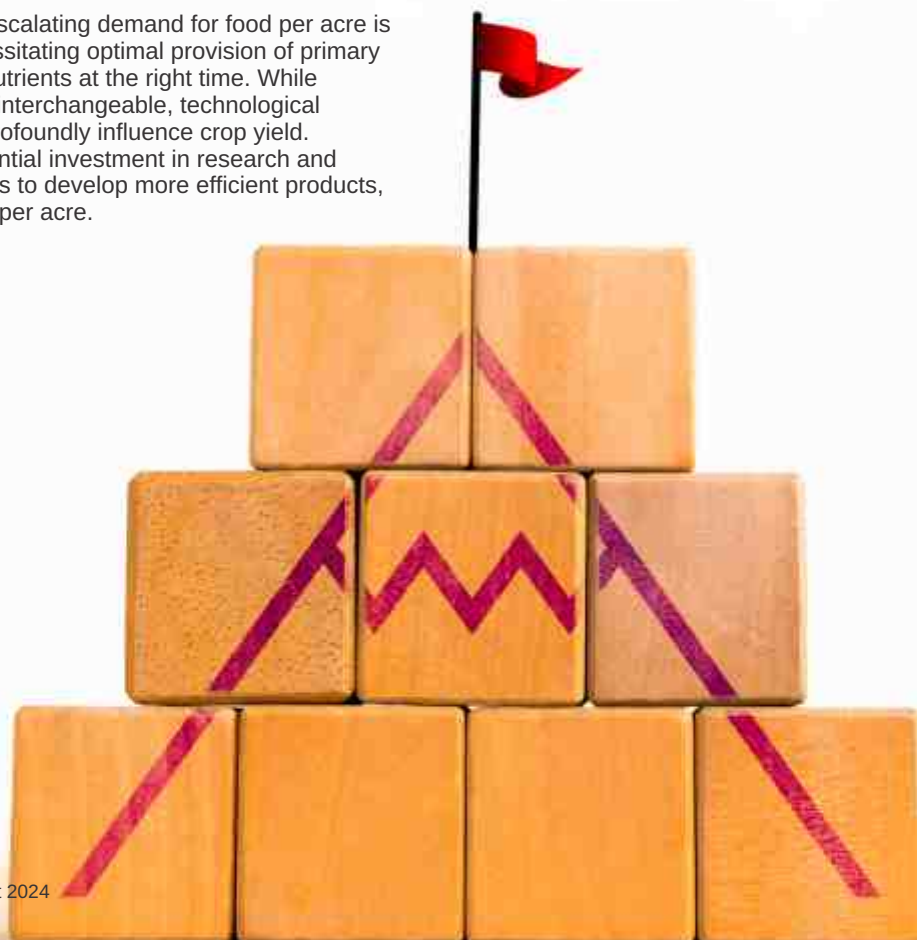 scalating demand for food per acre is
ssitating optimal provision of primary
utrients at the right time. While
interchangeable, technological
ofoundly influence crop yield.
ntial investment in research and
s to develop more efficient products,
per acre.
t 2024